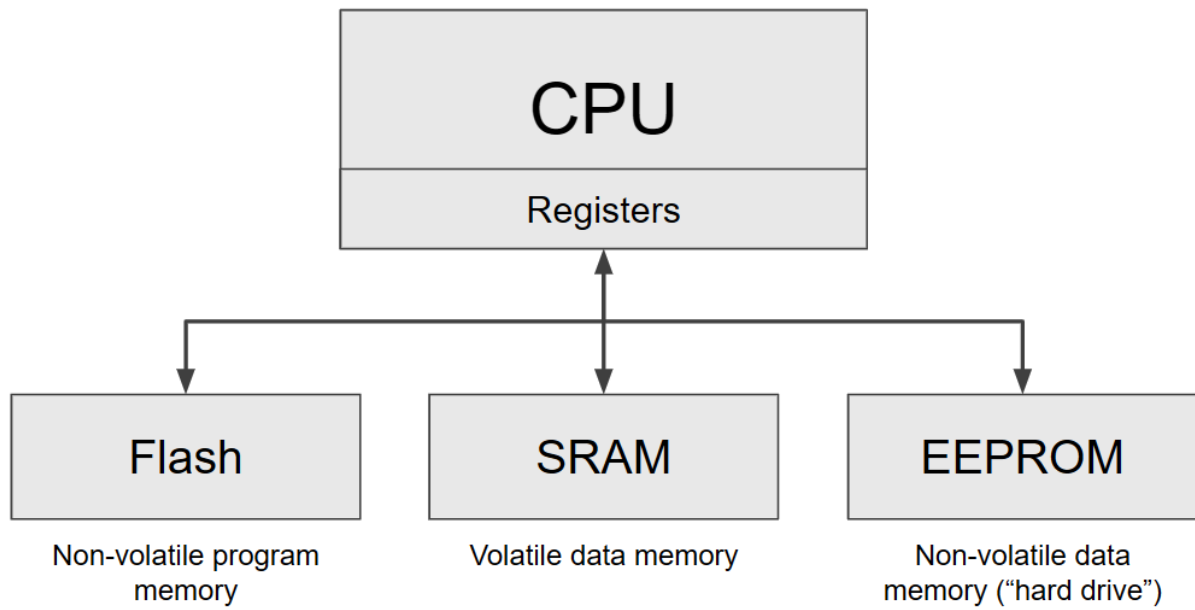 CPU
Registers
Flash
SRAM
EEPROM
Non-volatile program
memory
Volatile data memory
Non-volatile data
memory (“hard drive”)